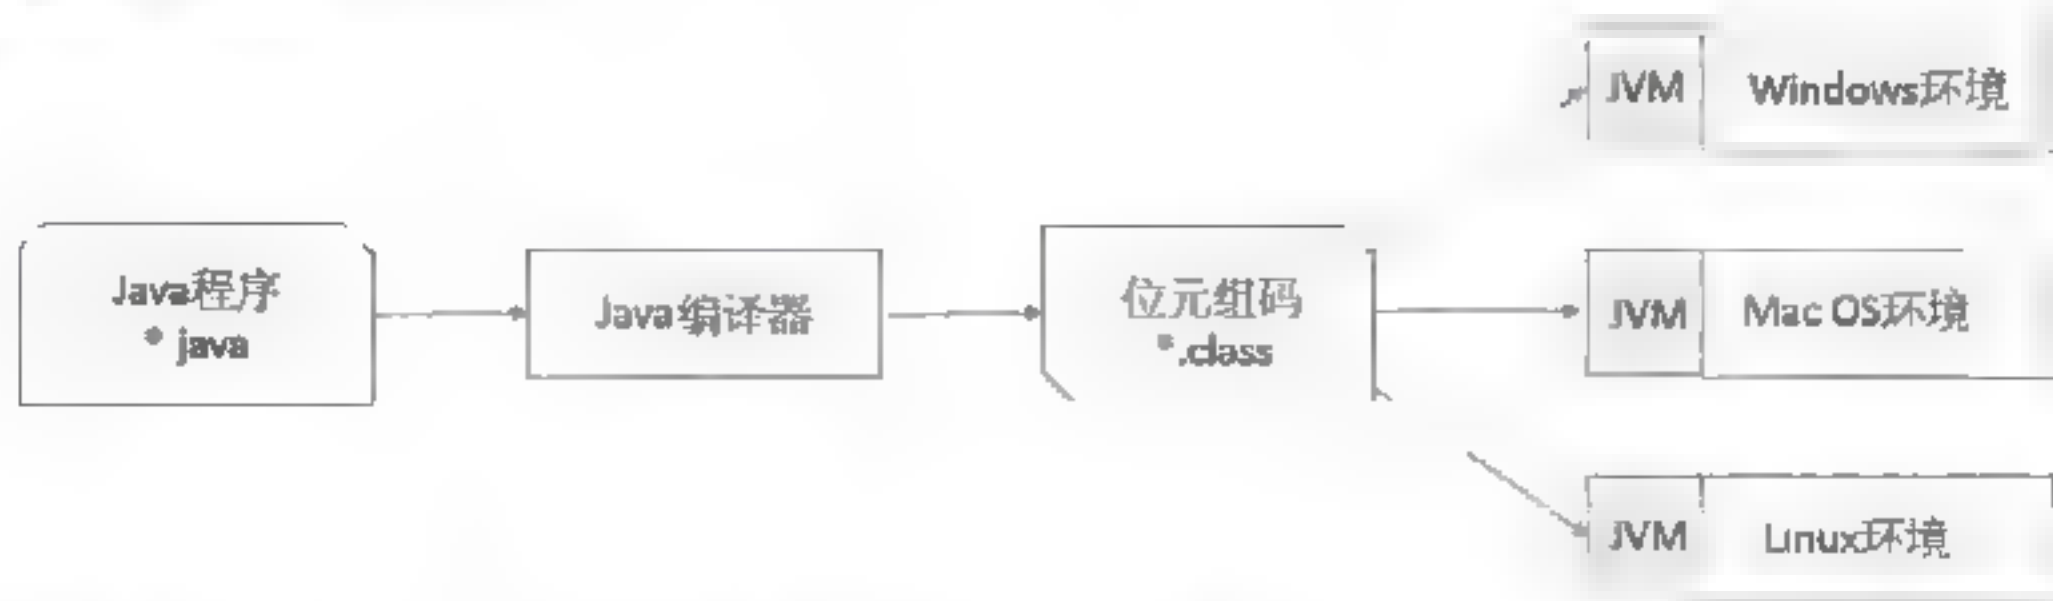 Java程序
* java
Java编译器
位元组码
*.class
JVM Windows环境
JVM Mac OS环境
JVM Linux环境